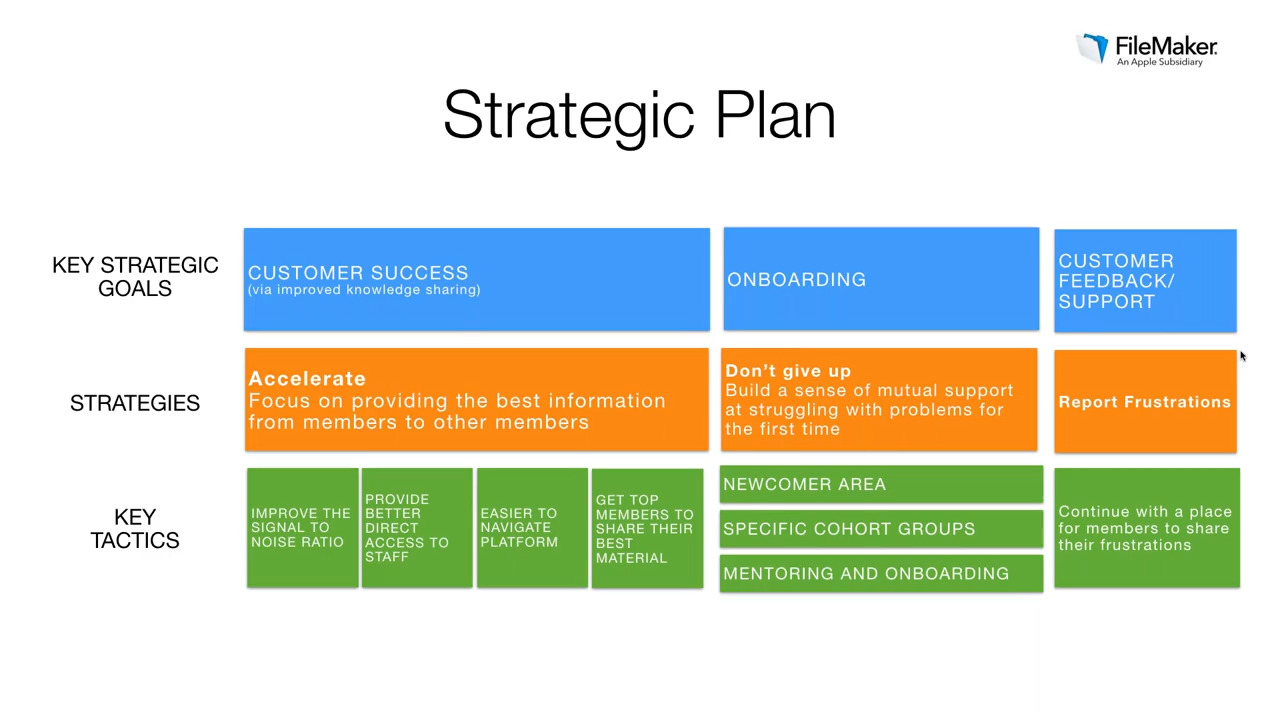 FileMaker
An Apple Subsidiary
Strategic Plan
KEY STRATEGIC
GOALS
CUSTOMER SUCCESS
(via improved knowledge sharing)
ONBOARDING
CUSTOMER
FEEDBACK/
SUPPORT
STRATEGIES
Accelerate
Focus on providing the best information
from members to other members
Don't give up
Build a sense of mutual support
at struggling with problems for
the first time
Report Frustrations
KEY
TACTICS
IMPROVE THE
SIGNAL TO
NOISE RATIO
PROVIDE
BETTER
DIRECT
ACCESS TO
STAFF
EASIER TO
NAVIGATE
PLATFORM
GET TOP
MEMBERS TO
SHARE THEIR
BEST
MATERIAL
NEWCOMER AREA
SPECIFIC COHORT GROUPS
MENTORING AND ONBOARDING
Continue with a place
for members to share
their frustrations